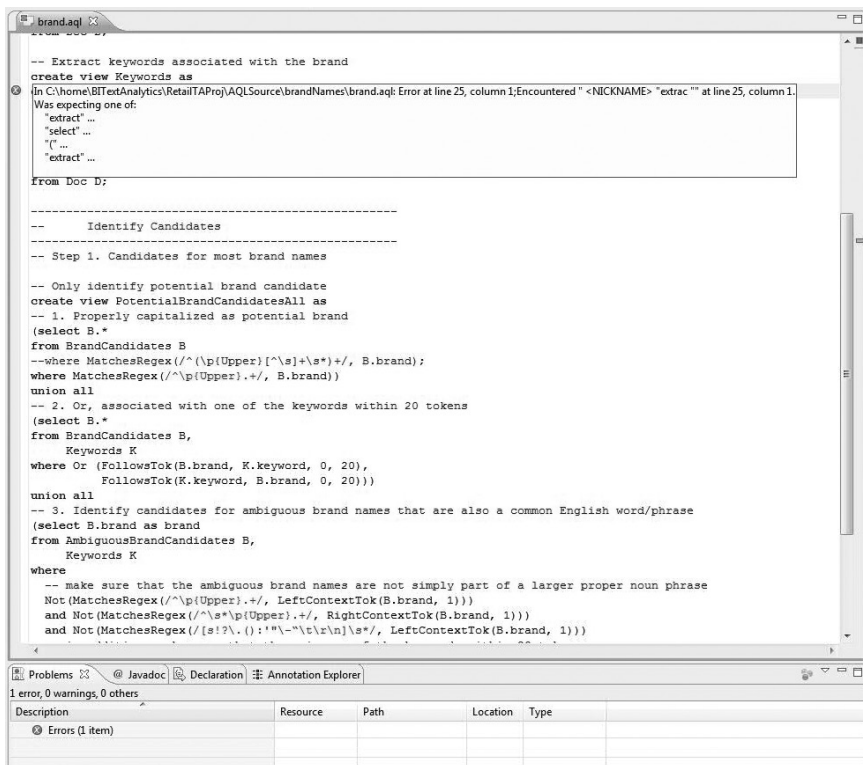 brand.aql
from Doc D;
-- Extract keywords associated with the brand
create view Keywords as
In C:\home\BITextAnalytics\RetailTAProj\AQLSource\brandNames\brand.aql: Error at line 25, column 1;Encountered " <NICKNAME> "extrac "" at line 25, column 1.
Was expecting one of:
"extract" ...
"select" ...
"(" ...
"extract" ...
from Doc D;
----------------------------------------------------
-- Identify Candidates
----------------------------------------------------
-- Step 1. Candidates for most brand names
-- Only identify potential brand candidate
create view PotentialBrandCandidatesAll as
-- 1. Properly capitalized as potential brand
(select B.*
from BrandCandidates B
--where MatchesRegex(/^(\p{Upper}[^\s]+\s*)+/, B.brand);
where MatchesRegex(/^\p{Upper}.+/, B.brand))
union all
-- 2. Or, associated with one of the keywords within 20 tokens
(select B.*
from BrandCandidates B,
Keywords K
where Or (FollowsTok(B.brand, K.keyword, 0, 20),
FollowsTok(K.keyword, B.brand, 0, 20)))
union all
-- 3. Identify candidates for ambiguous brand names that are also a common English word/phrase
(select B.brand as brand
from AmbiguousBrandCandidates B,
Keywords K
where
-- make sure that the ambiguous brand names are not simply part of a larger proper noun phrase
Not(MatchesRegex(/^\p{Upper}.+/, LeftContextTok(B.brand, 1)))
and Not(MatchesRegex(/^\s*\p{Upper}.+/, RightContextTok(B.brand, 1)))
and Not(MatchesRegex(/[s!?\.():'"\-“\t\r\n]\s*/, LeftContextTok(B.brand, 1)))
Problems @ Javadoc Declaration Annotation Explorer
1 error, 0 warnings, 0 others
Description Resource Path Location Type
Errors (1 item)